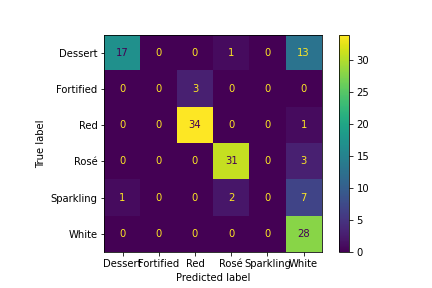 Dessert 17 0 0 1 0 13
Fortified 0 0 3 0 0 0
Red 0 0 34 0 0 1
Rosé 0 0 0 31 0 3
Sparkling 1 0 0 2 0 7
White 0 0 0 0 0 28
Dessert Fortified Red Rosé Sparkling White
Predicted label
True label
30
25
20
15
10
5
0